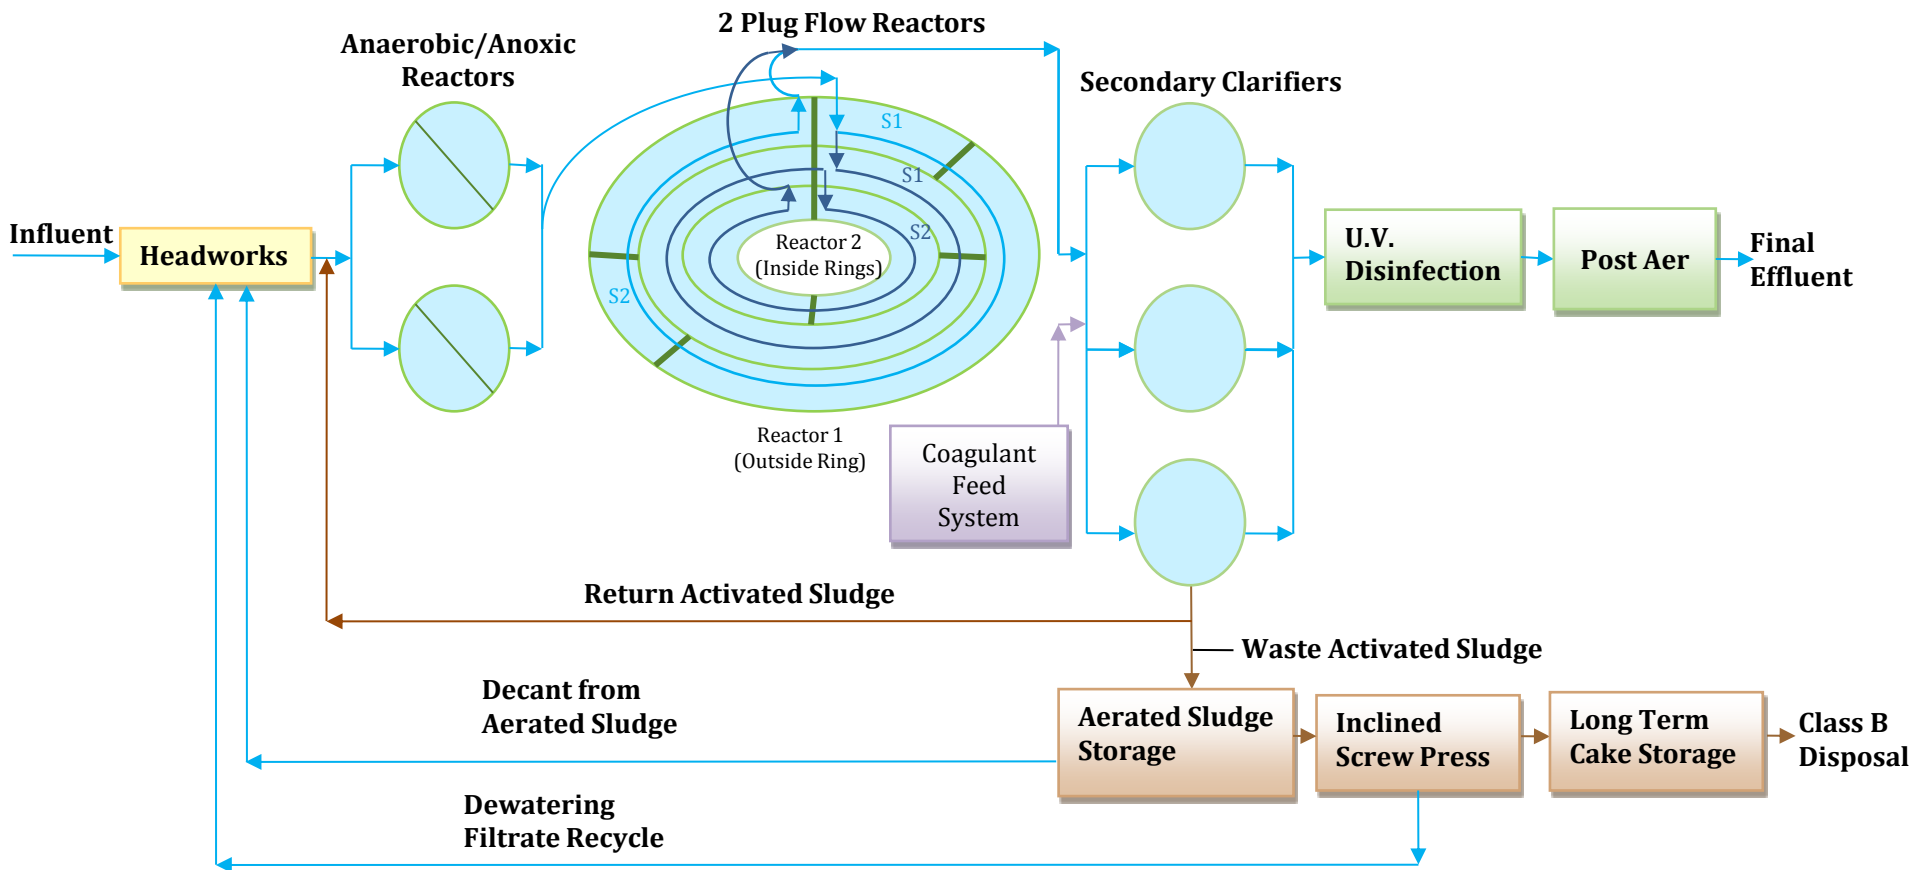 2 Plug Flow Reactors
Anaerobic/Anoxic
Reactors
Secondary Clarifiers
S1
S1
S2
S2
Influent
Headworks
Reactor 2
(Inside Rings)
U.V.
Disinfection
Post Aer
Final
Effluent
Reactor 1
(Outside Ring)
Coagulant
Feed
System
Return Activated Sludge
Waste Activated Sludge
Decant from
Aerated Sludge
Aerated Sludge
Storage
Inclined
Screw Press
Long Term
Cake Storage
Class B
Disposal
Dewatering
Filtrate Recycle